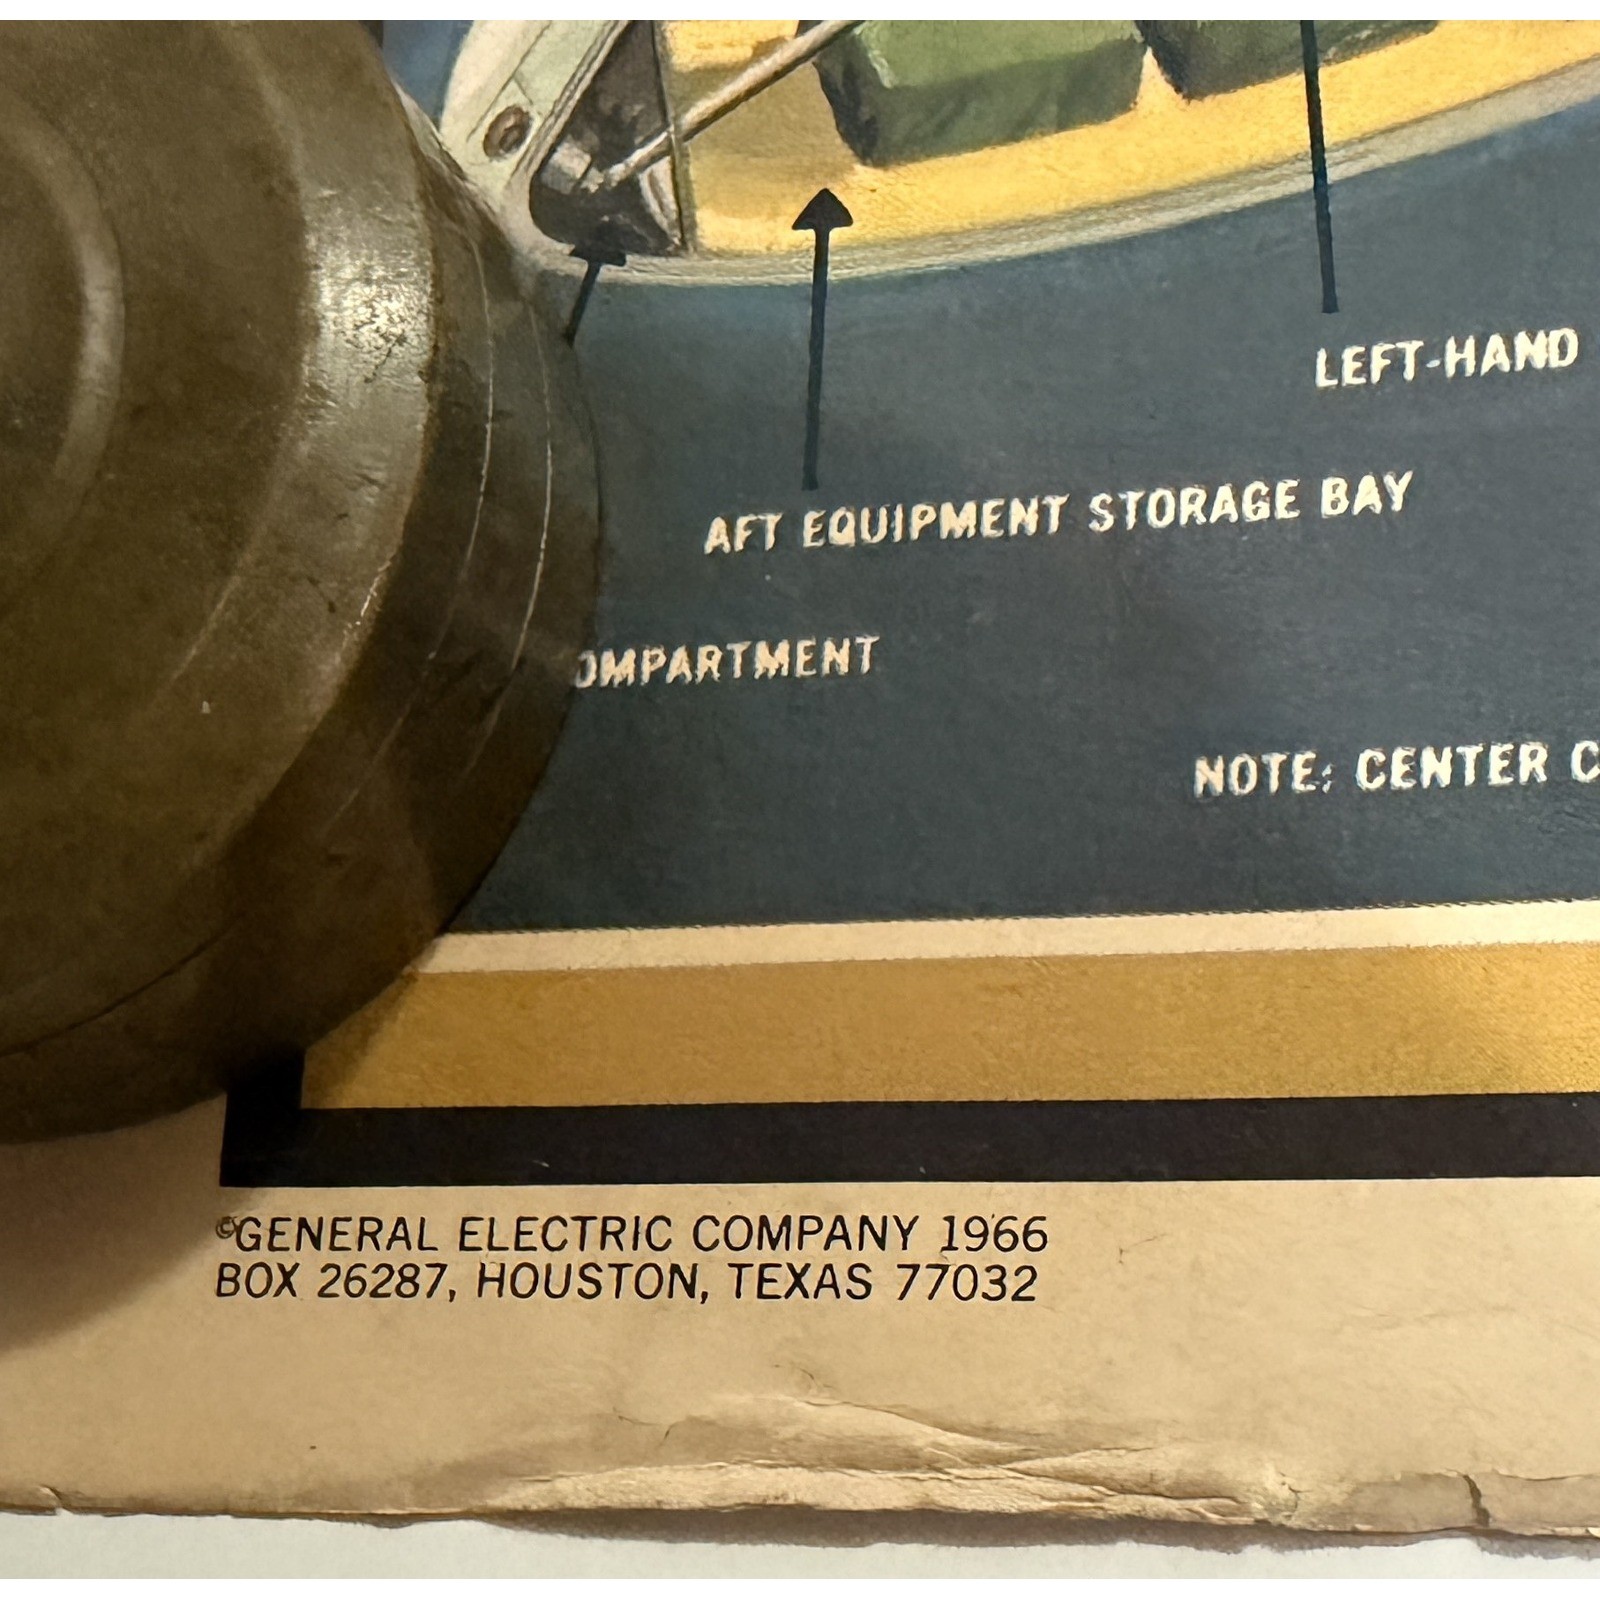 LEFT-HAND
AFT EQUIPMENT STORAGE BAY
OMPARTMENT
NOTE: CENTER C
©GENERAL ELECTRIC COMPANY 1966
BOX 26287, HOUSTON, TEXAS 77032